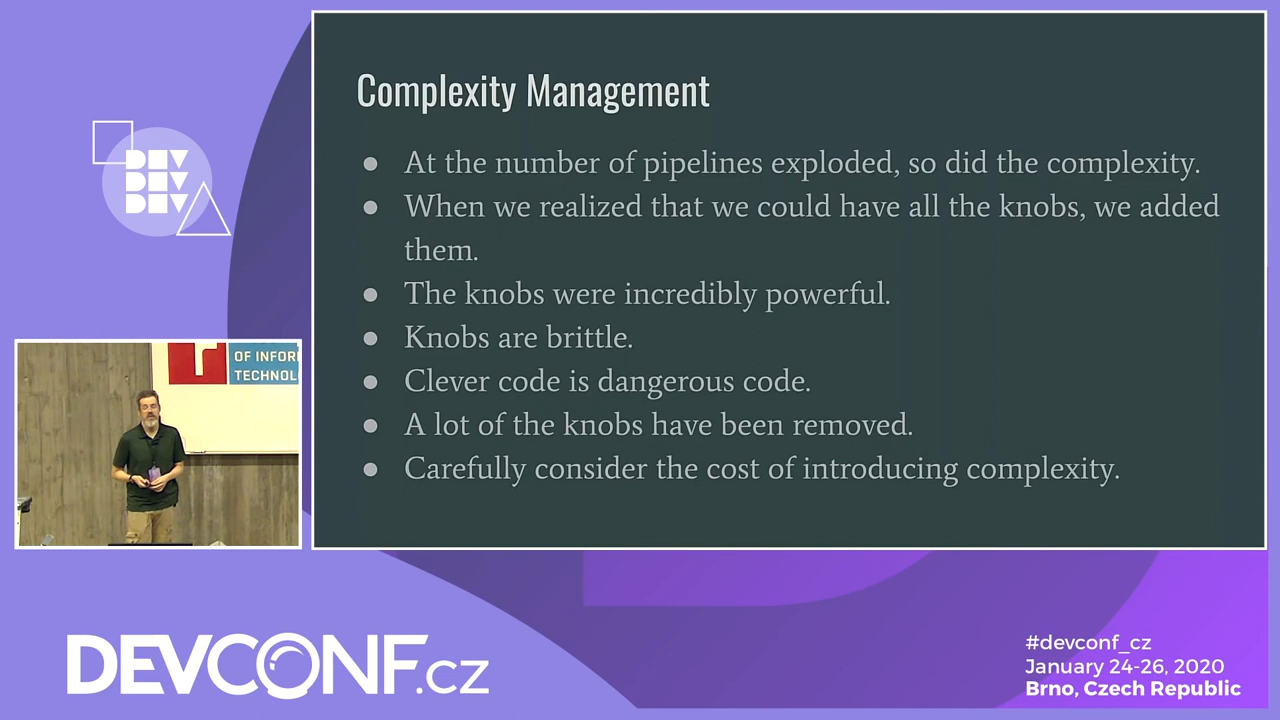 Complexity Management
● At the number of pipelines exploded, so did the complexity.
● When we realized that we could have all the knobs, we added
them.
● The knobs were incredibly powerful.
● Knobs are brittle.
● Clever code is dangerous code.
● A lot of the knobs have been removed.
● Carefully consider the cost of introducing complexity.
DEV
DEV
DEV
OF INFOR
TECHNOL
DEVCONF.cz
#devconf_cz
January 24-26, 2020
Brno, Czech Republic